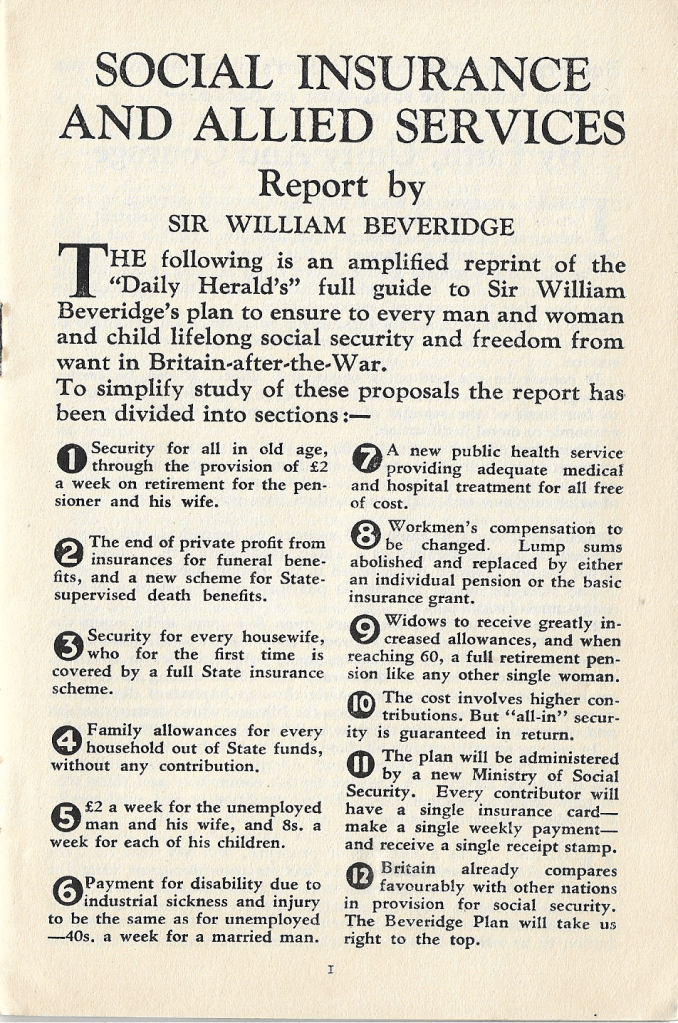 SOCIAL INSURANCE
AND ALLIED SERVICES
Report by
SIR WILLIAM BEVERIDGE
THE following is an amplified reprint of the
“Daily Herald’s” full guide to Sir William
Beveridge’s plan to ensure to every man and woman
and child lifelong social security and freedom from
want in Britain-after-the-War.
To simplify study of these proposals the report has
been divided into sections:—
1 Security for all in old age,
through the provision of £2
a week on retirement for the pen-
sioner and his wife.
2 The end of private profit from
insurances for funeral bene-
fits, and a new scheme for State-
supervised death benefits.
3 Security for every housewife,
who for the first time is
covered by a full State insurance
scheme.
4 Family allowances for every
household out of State funds,
without any contribution.
5 £2 a week for the unemployed
man and his wife, and 8s. a
week for each of his children.
6 Payment for disability due to
industrial sickness and injury
to be the same as for unemployed
—40s. a week for a married man.
7 A new public health service
providing adequate medical
and hospital treatment for all free
of cost.
8 Workmen’s compensation to
be changed. Lump sums
abolished and replaced by either
an individual pension or the basic
insurance grant.
9 Widows to receive greatly in-
creased allowances, and when
reaching 60, a full retirement pen-
sion like any other single woman.
10 The cost involves higher con-
tributions. But “all-in” secur-
ity is guaranteed in return.
11 The plan will be administered
by a new Ministry of Social
Security. Every contributor will
have a single insurance card—
make a single weekly payment—
and receive a single receipt stamp.
12 Britain already compares
favourably with other nations
in provision for social security.
The Beveridge Plan will take us
right to the top.
I